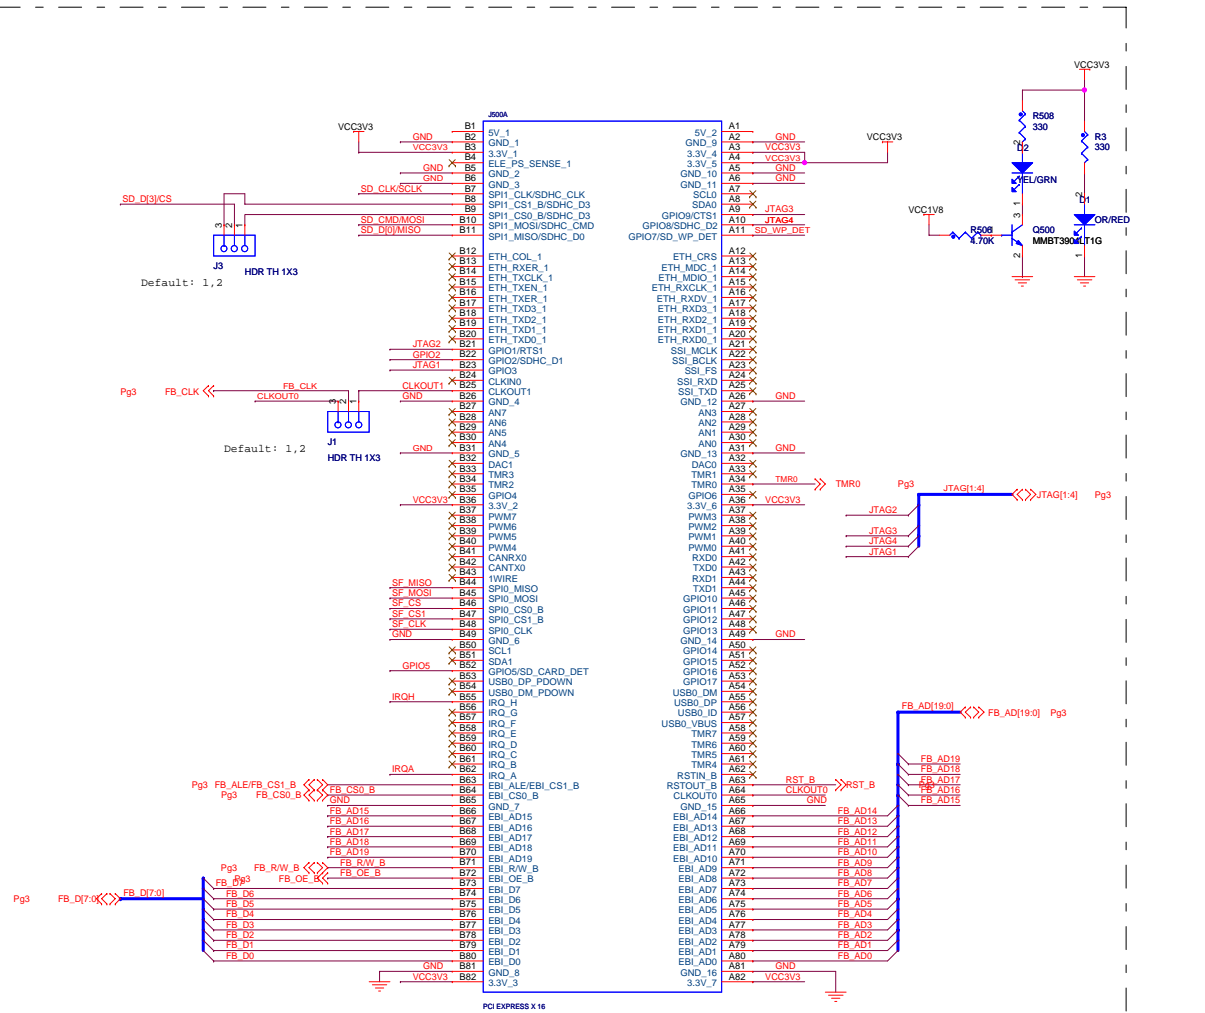 VCC3V3
R508
330
R3
330
D2
YEL/GRN
D1
OR/RED
VCC1V8
R506
4.70K
Q500
MMBT3904LT1G
2
1
3
2
2
1
J500A
VCC3V3
VCC3V3
B1 5V_1 5V_2 A1
GND B2 GND_1 GND_9 A2 GND
VCC3V3 B3 3.3V_1 3.3V_4 A3 VCC3V3
B4 ELE_PS_SENSE_1 3.3V_5 A4 VCC3V3
GND B5 GND_2 GND_10 A5 GND
GND B6 GND_3 GND_11 A6 GND
SD_CLK/SCLK B7 SPI1_CLK/SDHC_CLK SCL0 A7
SD_D[3]/CS B8 SPI1_CS1_B/SDHC_D3 SDA0 A8
B9 SPI1_CS0_B/SDHC_D3 GPIO9/CTS1 A9 JTAG3
SD_CMD/MOSI B10 SPI1_MOSI/SDHC_CMD GPIO8/SDHC_D2 A10 JTAG4
SD_D[0]/MISO B11 SPI1_MISO/SDHC_D0 GPIO7/SD_WP_DET A11 SD_WP_DET
3 2 1
J3
HDR TH 1X3
Default: 1,2
B12 ETH_COL_1 ETH_CRS A12
B13 ETH_RXER_1 ETH_MDC_1 A13
B14 ETH_TXCLK_1 ETH_MDIO_1 A14
B15 ETH_TXEN_1 ETH_RXCLK_1 A15
B16 ETH_TXER_1 ETH_RXDV_1 A16
B17 ETH_TXD3_1 ETH_RXD3_1 A17
B18 ETH_TXD2_1 ETH_RXD2_1 A18
B19 ETH_TXD1_1 ETH_RXD1_1 A19
B20 ETH_TXD0_1 ETH_RXD0_1 A20
JTAG2 B21 GPIO1/RTS1 SSI_MCLK A21
GPIO2 B22 GPIO2/SDHC_D1 SSI_BCLK A22
JTAG1 B23 GPIO3 SSI_FS A23
B24 CLKIN0 SSI_RXD A24
Pg3 FB_CLK FB_CLK CLKOUT1 B25 CLKOUT1 SSI_TXD A25
CLKOUT0 GND B26 GND_4 GND_12 A26 GND
3 2 1
J1
HDR TH 1X3
Default: 1,2
B27 AN7 AN3 A27
B28 AN6 AN2 A28
B29 AN5 AN1 A29
B30 AN4 AN0 A30
GND B31 GND_5 GND_13 A31 GND
B32 DAC1 DAC0 A32
B33 TMR3 TMR1 A33
B34 TMR2 TMR0 A34 TMR0 TMR0 Pg3
B35 GPIO4 GPIO6 A35
VCC3V3 B36 3.3V_2 3.3V_6 A36 VCC3V3
JTAG[1:4] JTAG[1:4] Pg3
JTAG2
JTAG3
JTAG4
JTAG1
B37 PWM7 PWM3 A37
B38 PWM6 PWM2 A38
B39 PWM5 PWM1 A39
B40 PWM4 PWM0 A40
B41 CANRX0 RXD0 A41
B42 CANTX0 TXD0 A42
B43 1WIRE RXD1 A43
SF_MISO B44 SPI0_MISO TXD1 A44
SF_MOSI B45 SPI0_MOSI GPIO10 A45
SF_CS B46 SPI0_CS0_B GPIO11 A46
SF_CS1 B47 SPI0_CS1_B GPIO12 A47
SF_CLK B48 SPI0_CLK GPIO13 A48
GND B49 GND_6 GND_14 A49 GND
B50 SCL1 GPIO14 A50
B51 SDA1 GPIO15 A51
GPIO5 B52 GPIO5/SD_CARD_DET GPIO16 A52
B53 USB0_DP_PDOWN GPIO17 A53
B54 USB0_DM_PDOWN USB0_DM A54
IRQH B55 IRQ_H USB0_DP A55
B56 IRQ_G USB0_ID A56
B57 IRQ_F USB0_VBUS A57
B58 IRQ_E TMR7 A58
B59 IRQ_D TMR6 A59
B60 IRQ_C TMR5 A60
B61 IRQ_B TMR4 A61
IRQA B62 IRQ_A RSTIN_B A62
FB_AD[19:0] FB_AD[19:0] Pg3
FB_AD19
FB_AD18
FB_AD17
FB_AD16
FB_AD15
Pg3 FB_ALE/FB_CS1_B B63 EBI_ALE/EBI_CS1_B RSTOUT_B A63 RST_B RST_B Pg3
Pg3 FB_CS0_B FB_CS0_B B64 EBI_CS0_B CLKOUT0 A64 CLKOUT0
GND B65 GND_7 GND_15 A65 GND
FB_AD15 B66 EBI_AD15 EBI_AD14 A66 FB_AD14
FB_AD16 B67 EBI_AD16 EBI_AD13 A67 FB_AD13
FB_AD17 B68 EBI_AD17 EBI_AD12 A68 FB_AD12
FB_AD18 B69 EBI_AD18 EBI_AD11 A69 FB_AD11
FB_AD19 B70 EBI_AD19 EBI_AD10 A70 FB_AD10
Pg3 FB_R/W_B FB_R/W_B B71 EBI_R/W_B EBI_AD9 A71 FB_AD9
Pg3 FB_OE_B FB_OE_B B72 EBI_OE_B EBI_AD8 A72 FB_AD8
FB_D7 B73 EBI_D7 EBI_AD7 A73 FB_AD7
Pg3 FB_D[7:0] FB_D[7:0] FB_D6 B74 EBI_D6 EBI_AD6 A74 FB_AD6
FB_D5 B75 EBI_D5 EBI_AD5 A75 FB_AD5
FB_D4 B76 EBI_D4 EBI_AD4 A76 FB_AD4
FB_D3 B77 EBI_D3 EBI_AD3 A77 FB_AD3
FB_D2 B78 EBI_D2 EBI_AD2 A78 FB_AD2
FB_D1 B79 EBI_D1 EBI_AD1 A79 FB_AD1
FB_D0 B80 EBI_D0 EBI_AD0 A80 FB_AD0
GND B81 GND_8 GND_16 A81 GND
VCC3V3 B82 3.3V_3 3.3V_7 A82 VCC3V3
PCI EXPRESS X 16